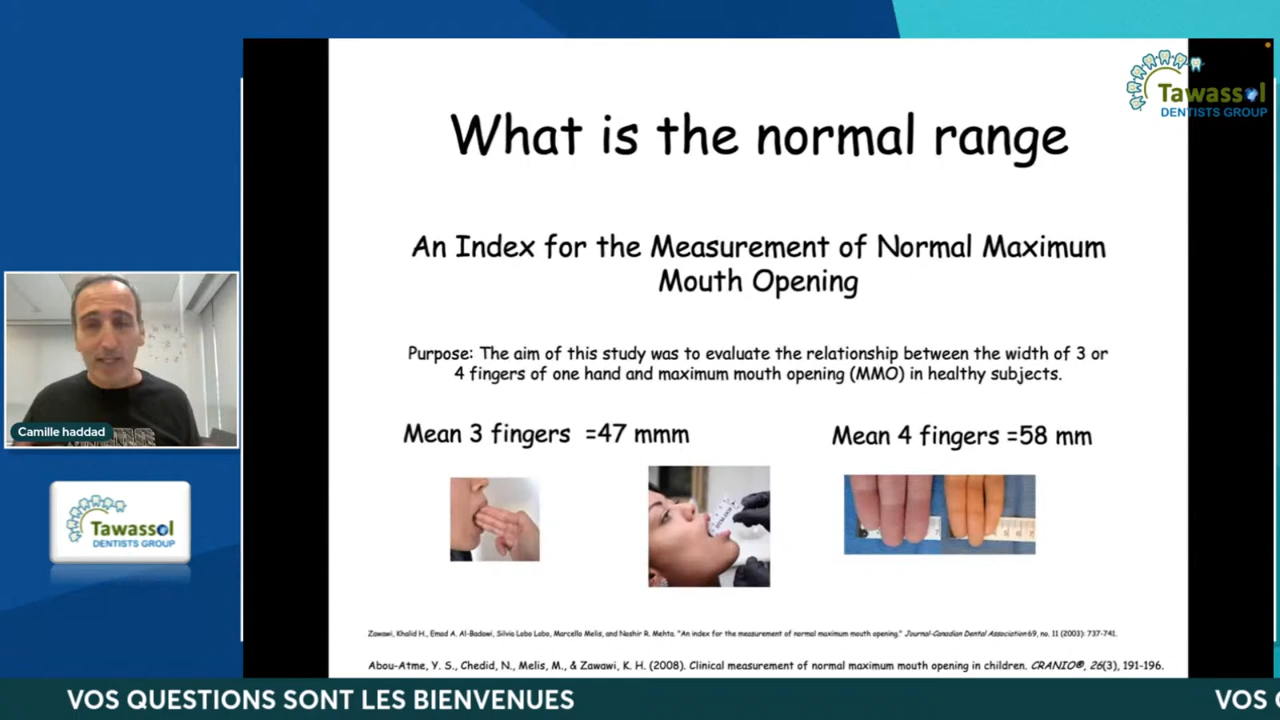 Tawassol
DENTISTS GROUP
What is the normal range
An Index for the Measurement of Normal Maximum
Mouth Opening
Purpose: The aim of this study was to evaluate the relationship between the width of 3 or
4 fingers of one hand and maximum mouth opening (MMO) in healthy subjects.
Mean 3 fingers =47 mmm
Mean 4 fingers =58 mm
Camille haddad
Tawassol
DENTISTS GROUP
Zawawi, Khalid H., Emad A. Al-Badawi, Silvia Lobo Lobo, Marcello Melis, and Noshir R. Mehta. "An index for the measurement of normal maximum mouth opening." Journal-Canadian Dental Association 69, no. 11 (2003): 737-741.
Abou-Atme, Y. S., Chedid, N., Melis, M., & Zawawi, K. H. (2008). Clinical measurement of normal maximum mouth opening in children. CRANIO®, 26(3), 191-196.
VOS QUESTIONS SONT LES BIENVENUES
VOS